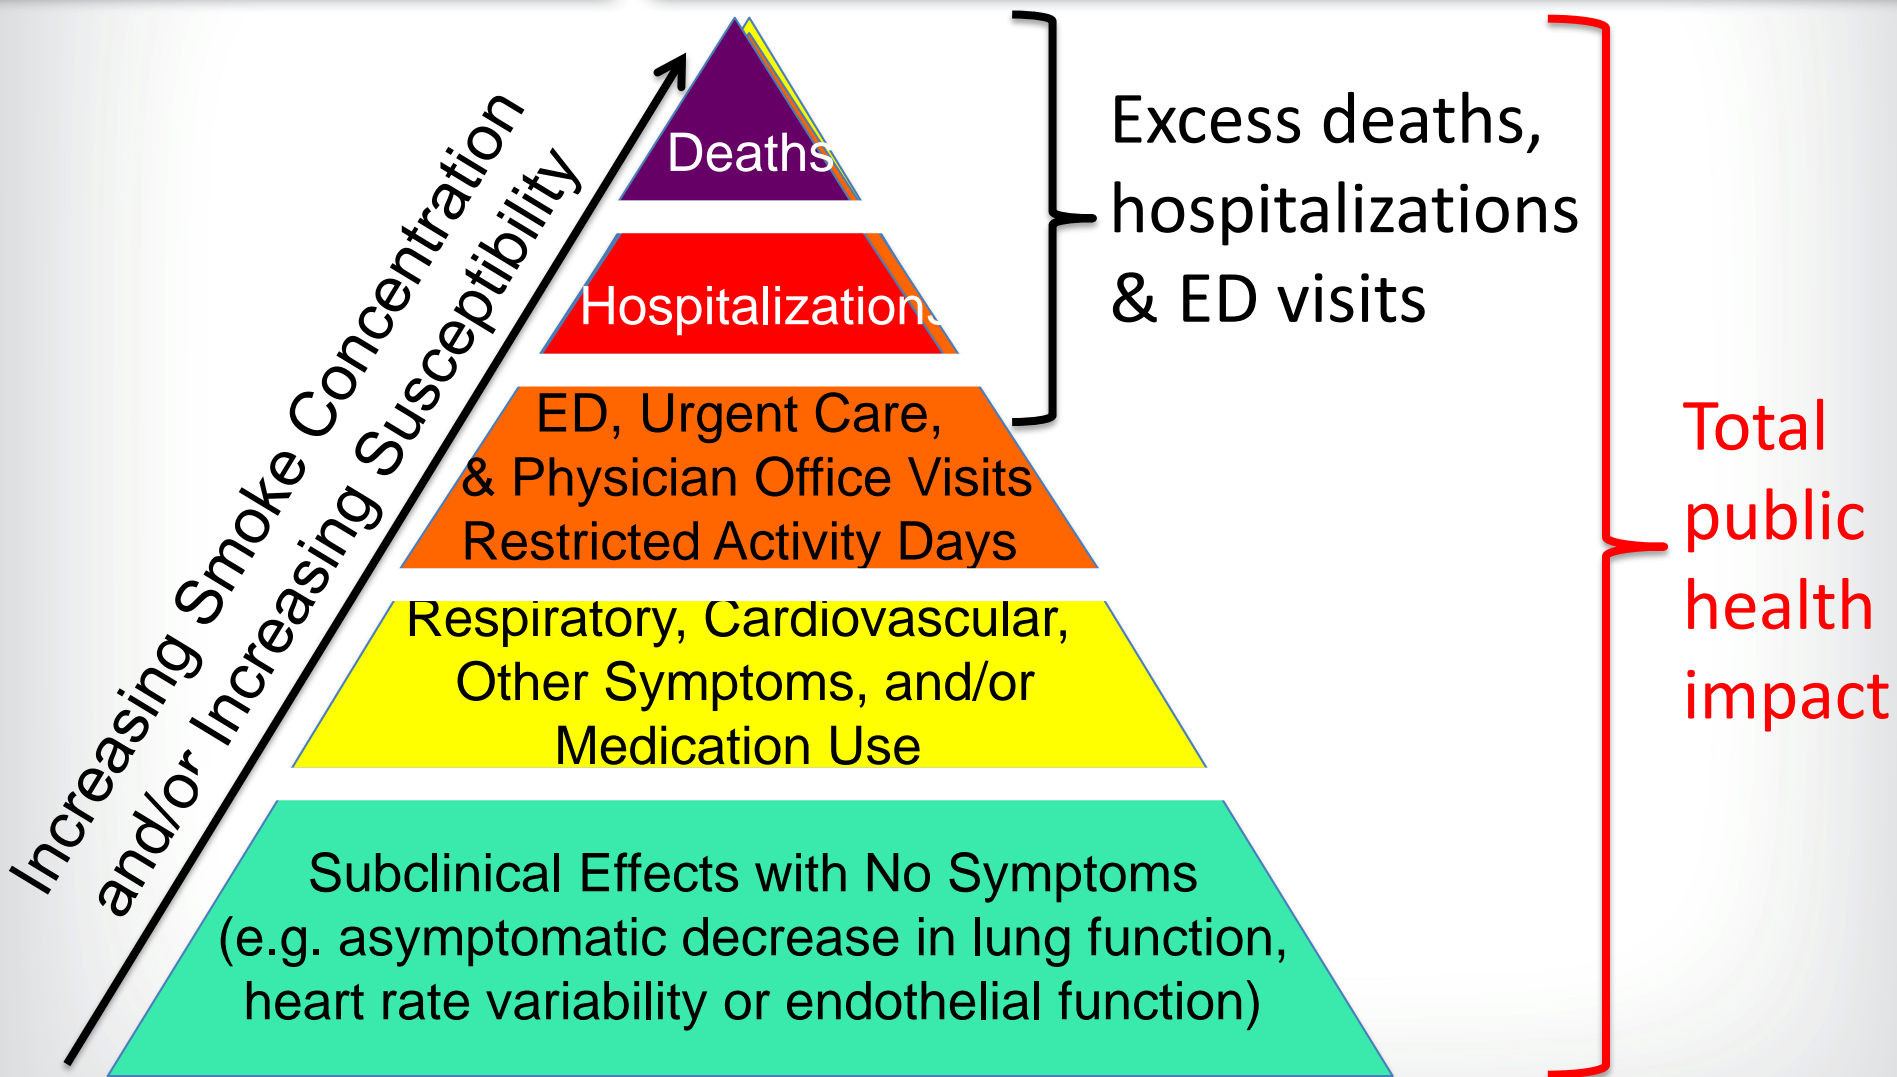 Increasing Smoke Concentration
and/or Increasing Susceptibility
Deaths
Hospitalizations
ED, Urgent Care,
& Physician Office Visits
Restricted Activity Days
Respiratory, Cardiovascular,
Other Symptoms, and/or
Medication Use
Subclinical Effects with No Symptoms
(e.g. asymptomatic decrease in lung function,
heart rate variability or endothelial function)
Excess deaths,
hospitalizations
& ED visits
Total
public
health
impact